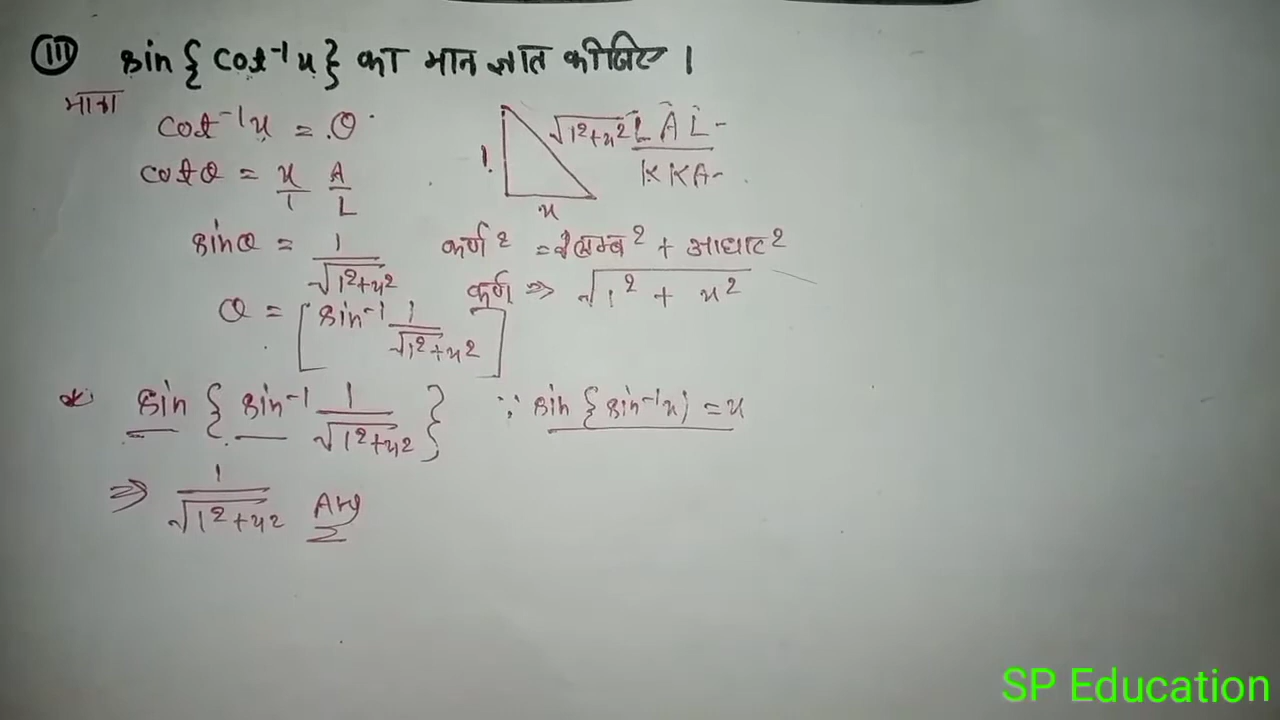 (iii) sin{cot⁻¹x} का मान ज्ञात कीजिए।
माना
cot⁻¹x = θ
cotθ = x/1 A/L
1 x √1²+x²
L A L
K K A
sinθ = 1/√1²+x²
कर्ण² = लम्ब² + आधार²
कर्ण ⇒ √1² + x²
θ = [sin⁻¹ 1/√1²+x²]
sin{sin⁻¹ 1/√1²+x²} ∵ sin{sin⁻¹x) = x
⇒ 1/√1²+x² Ans
SP Education